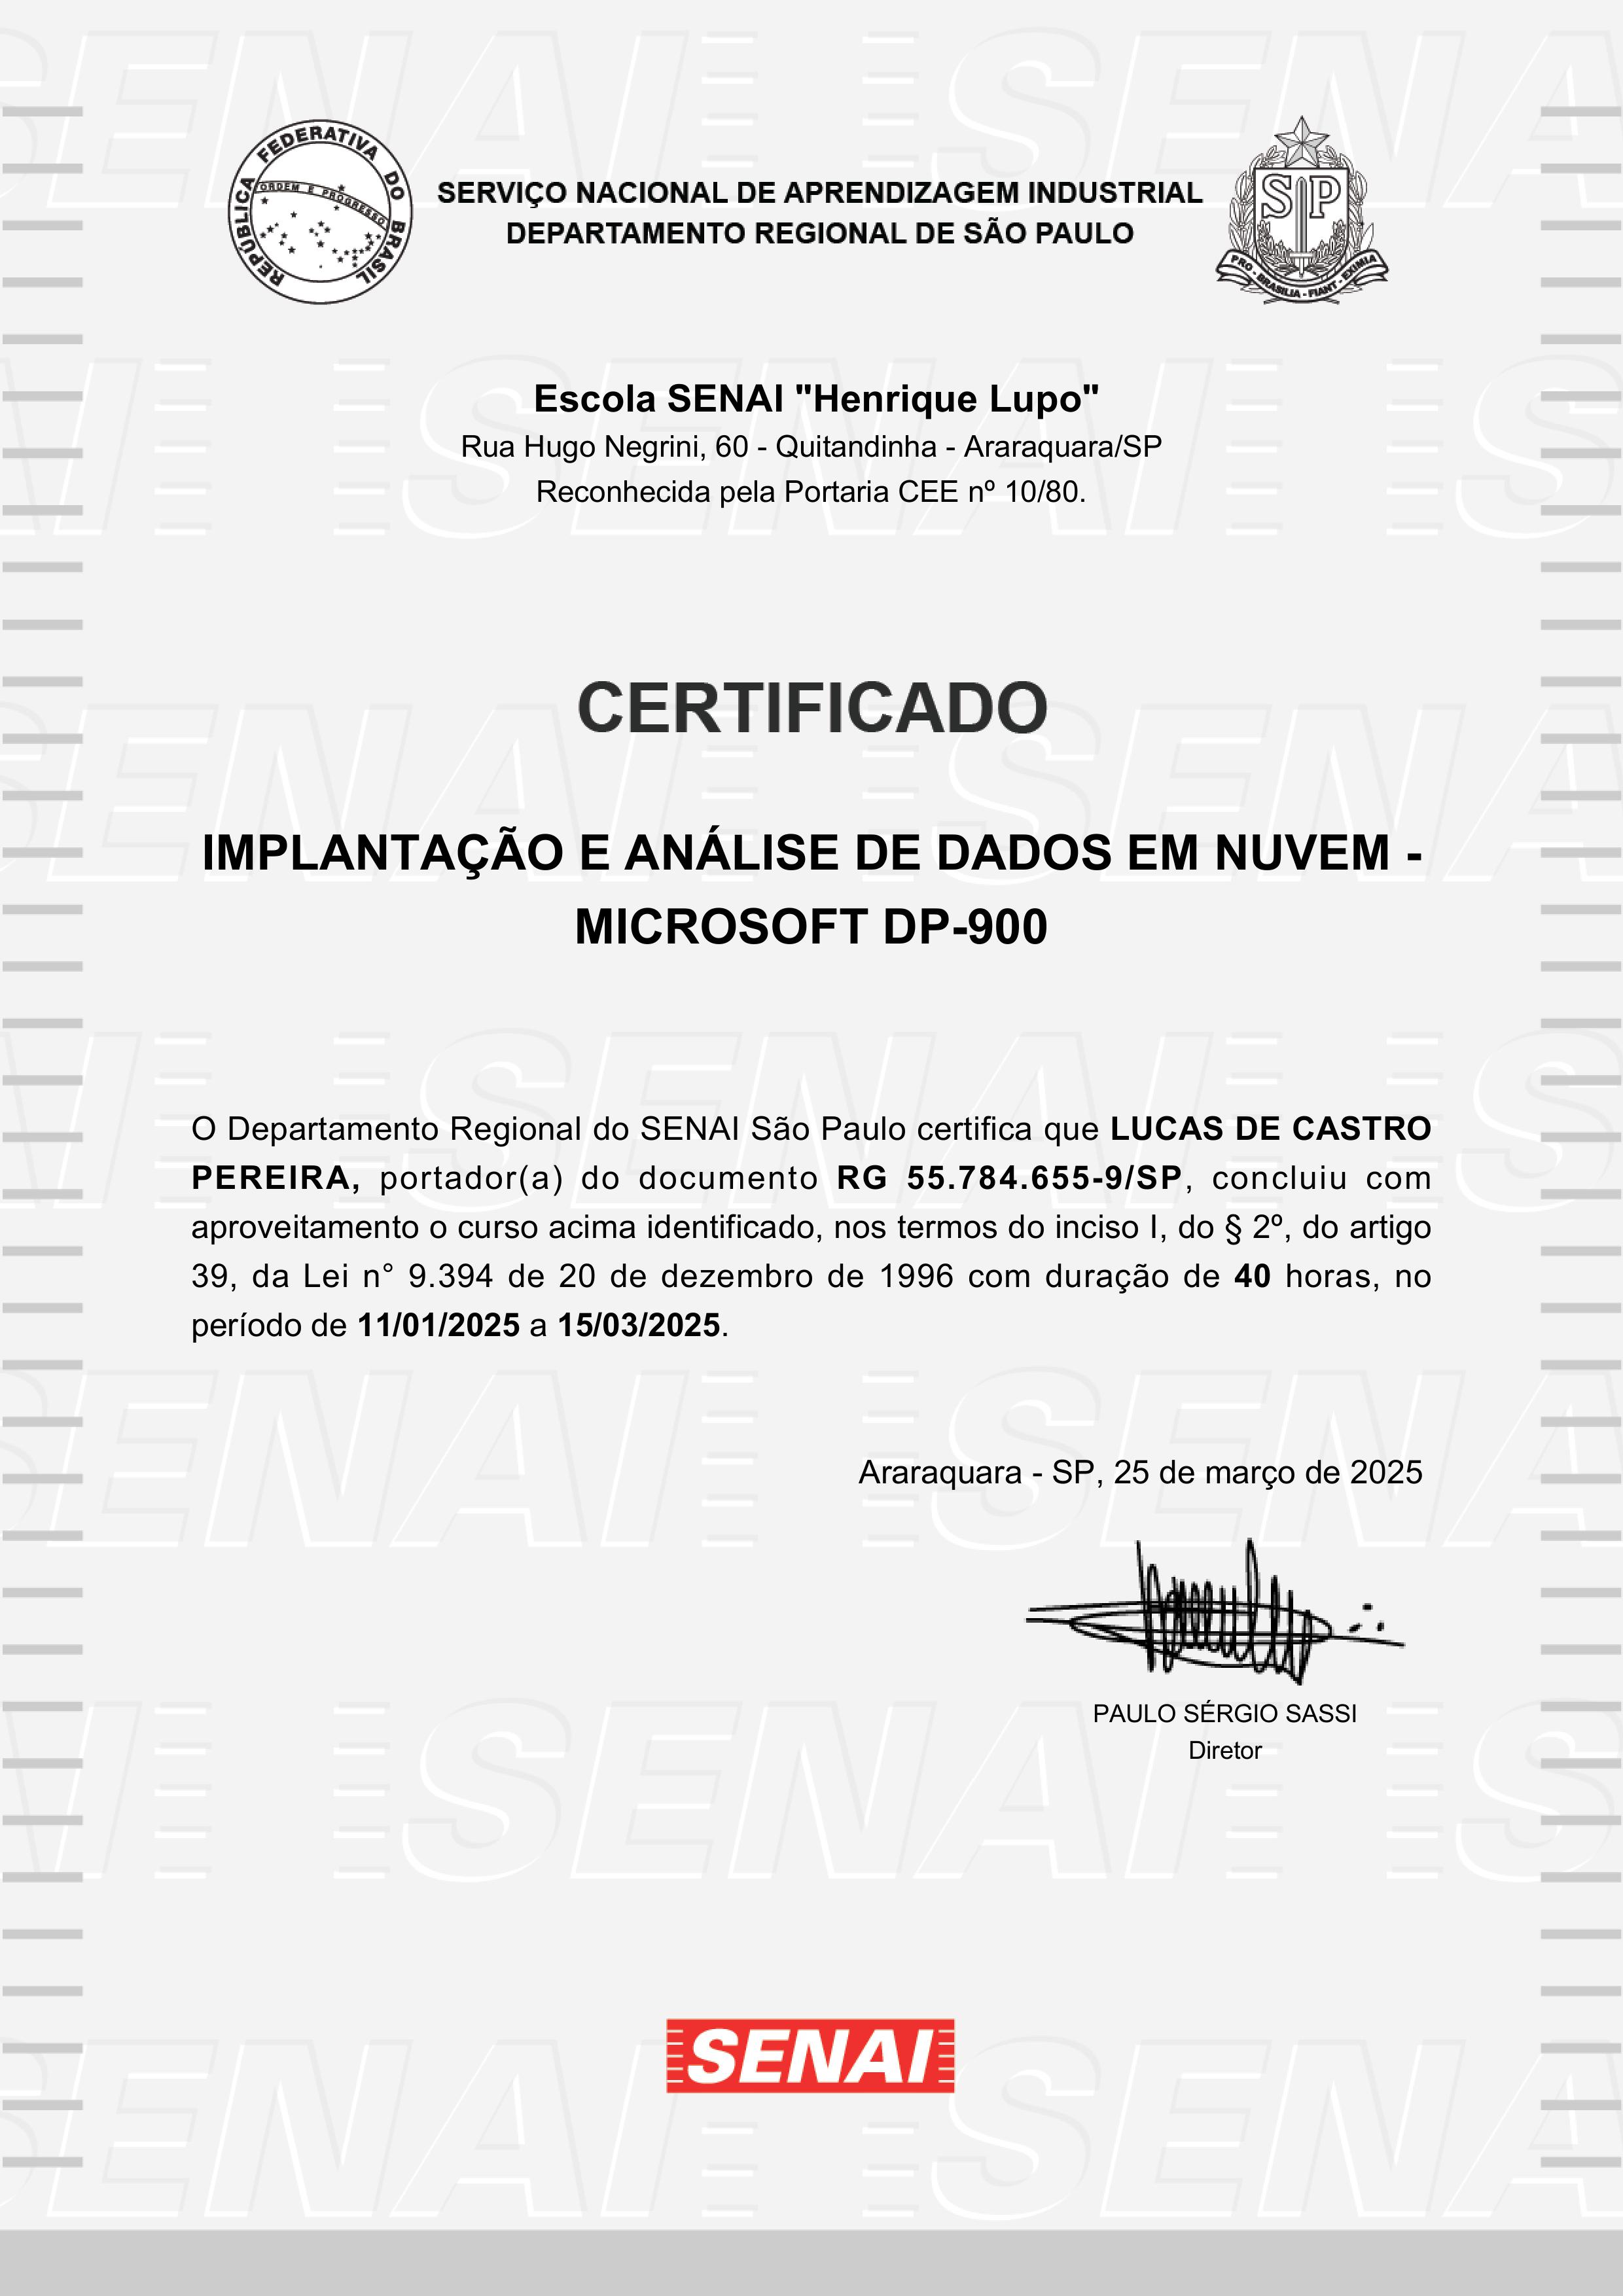 REPÚBLICA FEDERATIVA DO BRASIL
ORDEM E PROGRESSO
SERVIÇO NACIONAL DE APRENDIZAGEM INDUSTRIAL
DEPARTAMENTO REGIONAL DE SÃO PAULO
SP
PRO - BRASILIA - FIANT - EXIMIA
Escola SENAI "Henrique Lupo"
Rua Hugo Negrini, 60 - Quitandinha - Araraquara/SP
Reconhecida pela Portaria CEE nº 10/80.
CERTIFICADO
IMPLANTAÇÃO E ANÁLISE DE DADOS EM NUVEM -
MICROSOFT DP-900
O Departamento Regional do SENAI São Paulo certifica que LUCAS DE CASTRO
PEREIRA, portador(a) do documento RG 55.784.655-9/SP, concluiu com
aproveitamento o curso acima identificado, nos termos do inciso I, do § 2º, do artigo
39, da Lei n° 9.394 de 20 de dezembro de 1996 com duração de 40 horas, no
período de 11/01/2025 a 15/03/2025.
Araraquara - SP, 25 de março de 2025
PAULO SÉRGIO SASSI
Diretor
SENAI